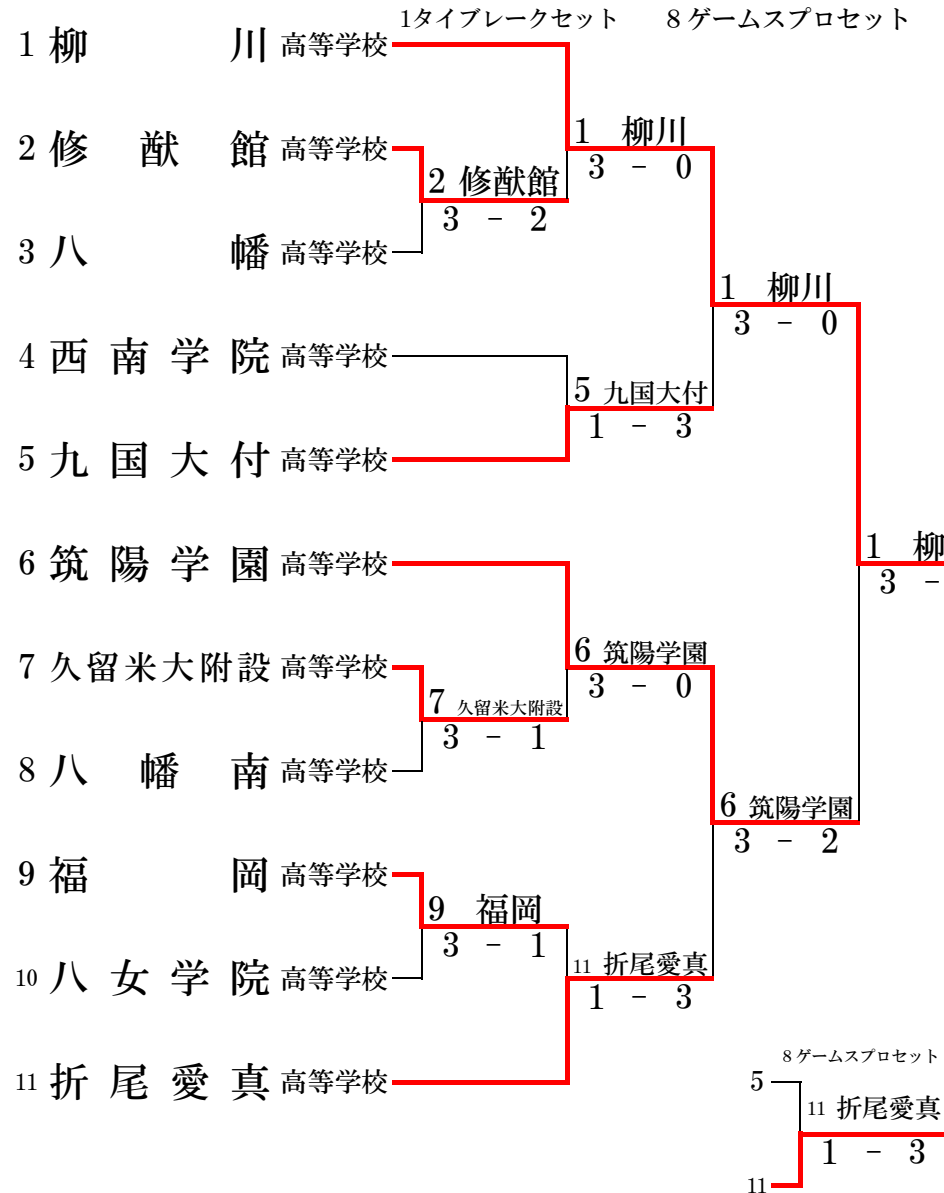 1タイブレークセット 8ゲームスプロセット
1 柳川 高等学校
1 柳川
2 修猷館 高等学校
3 - 0
2 修猷館
3 - 2
3 八幡 高等学校
1 柳川
3 - 0
4 西南学院 高等学校
5 九国大付
1 - 3
5 九国大付 高等学校
1 柳
3 -
6 筑陽学園 高等学校
6 筑陽学園
7 久留米大附設 高等学校
3 - 0
7 久留米大附設
3 - 1
8 八幡南 高等学校
6 筑陽学園
3 - 2
9 福岡 高等学校
9 福岡
3 - 1
11 折尾愛真
10 八女学院 高等学校
1 - 3
11 折尾愛真 高等学校
8ゲームスプロセット
5
11 折尾愛真
1 - 3
11